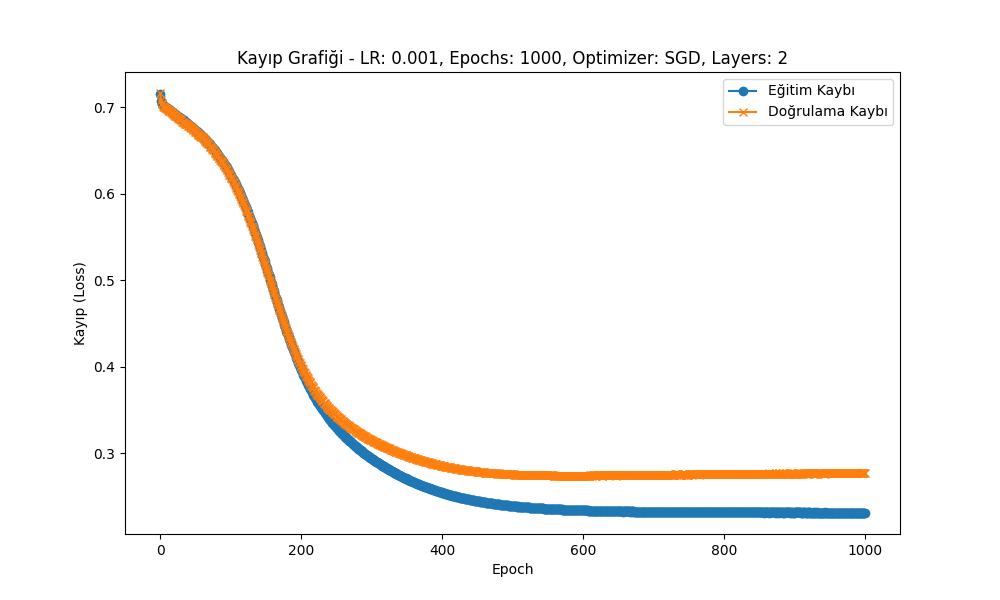 Kayıp Grafiği - LR: 0.001, Epochs: 1000, Optimizer: SGD, Layers: 2
Eğitim Kaybı
Doğrulama Kaybı
Kayıp (Loss)
0.7
0.6
0.5
0.4
0.3
0
200
400
600
800
1000
Epoch